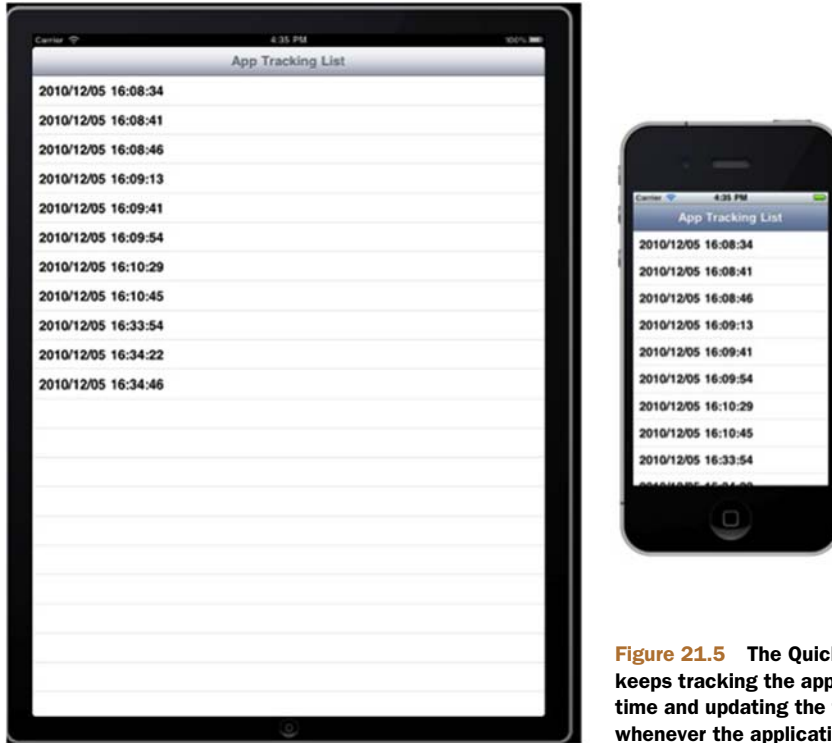 Carrier 4:35 PM 100%
App Tracking List
2010/12/05 16:08:34
2010/12/05 16:08:41
2010/12/05 16:08:46
2010/12/05 16:09:13
2010/12/05 16:09:41
2010/12/05 16:09:54
2010/12/05 16:10:29
2010/12/05 16:10:45
2010/12/05 16:33:54
2010/12/05 16:34:22
2010/12/05 16:34:46
Carrier 4:35 PM
App Tracking List
2010/12/05 16:08:34
2010/12/05 16:08:41
2010/12/05 16:08:46
2010/12/05 16:09:13
2010/12/05 16:09:41
2010/12/05 16:09:54
2010/12/05 16:10:29
2010/12/05 16:10:45
2010/12/05 16:33:54
Figure 21.5 The Quick
keeps tracking the app
time and updating the
whenever the applicati